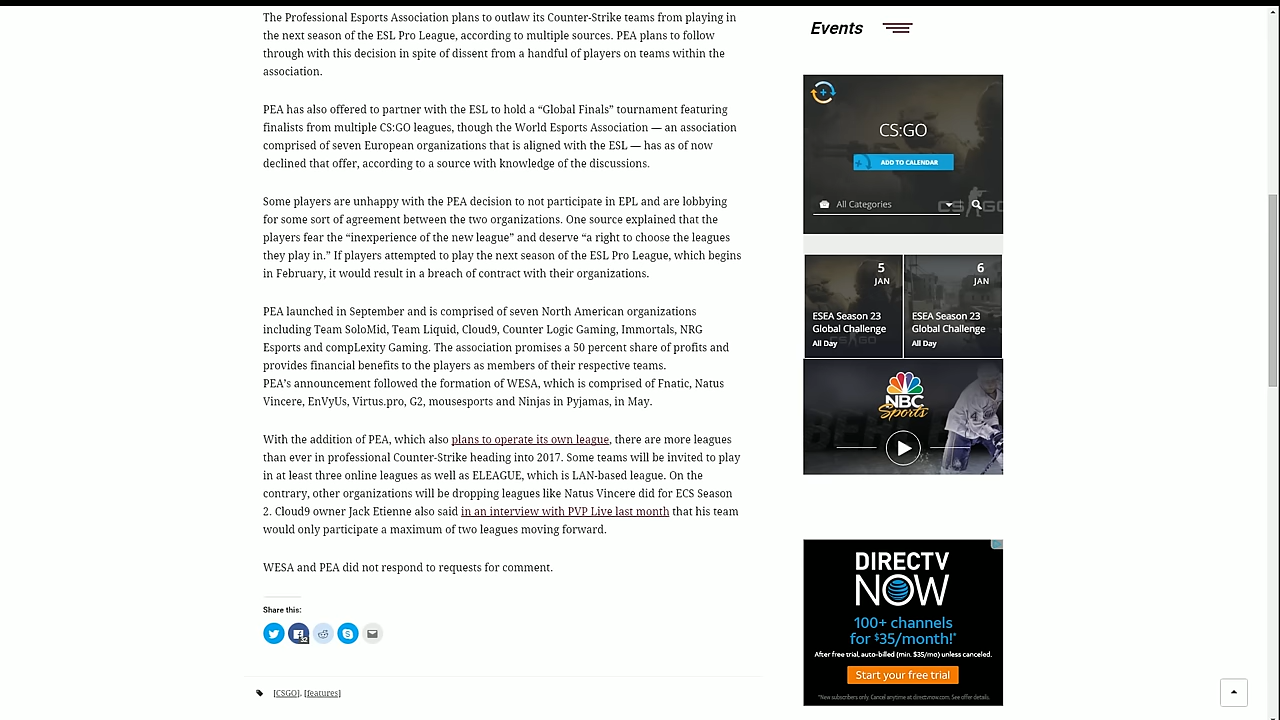 The Professional Esports Association plans to outlaw its Counter-Strike teams from playing in
the next season of the ESL Pro League, according to multiple sources. PEA plans to follow
through with this decision in spite of dissent from a handful of players on teams within the
association.
PEA has also offered to partner with the ESL to hold a “Global Finals” tournament featuring
finalists from multiple CS:GO leagues, though the World Esports Association — an association
comprised of seven European organizations that is aligned with the ESL — has as of now
declined that offer, according to a source with knowledge of the discussions.
Some players are unhappy with the PEA decision to not participate in EPL and are lobbying
for some sort of agreement between the two organizations. One source explained that the
players fear the “inexperience of the new league” and deserve “a right to choose the leagues
they play in.” If players attempted to play the next season of the ESL Pro League, which begins
in February, it would result in a breach of contract with their organizations.
PEA launched in September and is comprised of seven North American organizations
including Team SoloMid, Team Liquid, Cloud9, Counter Logic Gaming, Immortals, NRG
Esports and compLexity Gaming. The association promises a 50 percent share of profits and
provides financial benefits to the players as members of their respective teams.
PEA’s announcement followed the formation of WESA, which is comprised of Fnatic, Natus
Vincere, EnVyUs, Virtus.pro, G2, mousesports and Ninjas in Pyjamas, in May.
With the addition of PEA, which also plans to operate its own league, there are more leagues
than ever in professional Counter-Strike heading into 2017. Some teams will be invited to play
in at least three online leagues as well as ELEAGUE, which is LAN-based league. On the
contrary, other organizations will be dropping leagues like Natus Vincere did for ECS Season
2. Cloud9 owner Jack Etienne also said in an interview with PVP Live last month that his team
would only participate a maximum of two leagues moving forward.
WESA and PEA did not respond to requests for comment.
Share this:
[CSGO], [features]
Events
CS:GO
ADD TO CALENDAR
All Categories
CS GO
5
JAN
ESEA Season 23
Global Challenge
All Day
6
JAN
ESEA Season 23
Global Challenge
All Day
NBC
Sports
DIRECTV
NOW
100+ channels
for $35/month!*
After free trial, auto-billed (min. $35/mo) unless canceled.
Start your free trial
*New subscribers only. Cancel anytime at directvnow.com. See offer details.